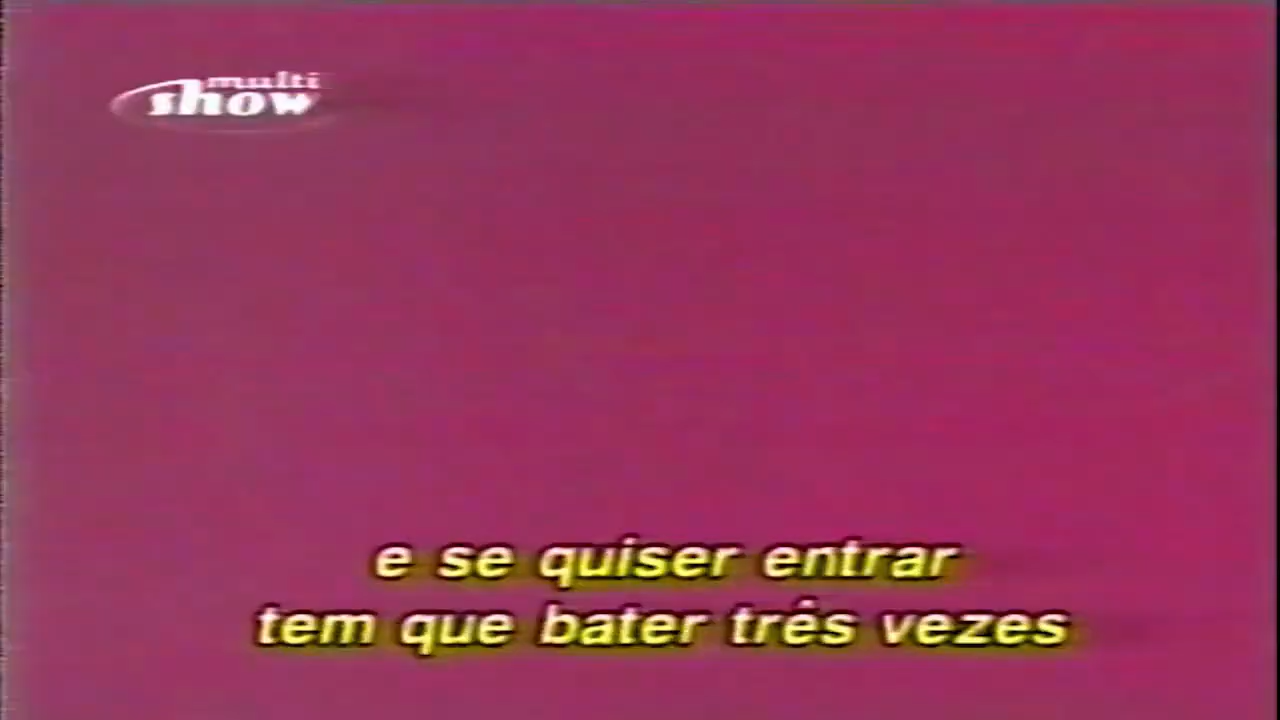 multi
show
e se quiser entrar
tem que bater três vezes